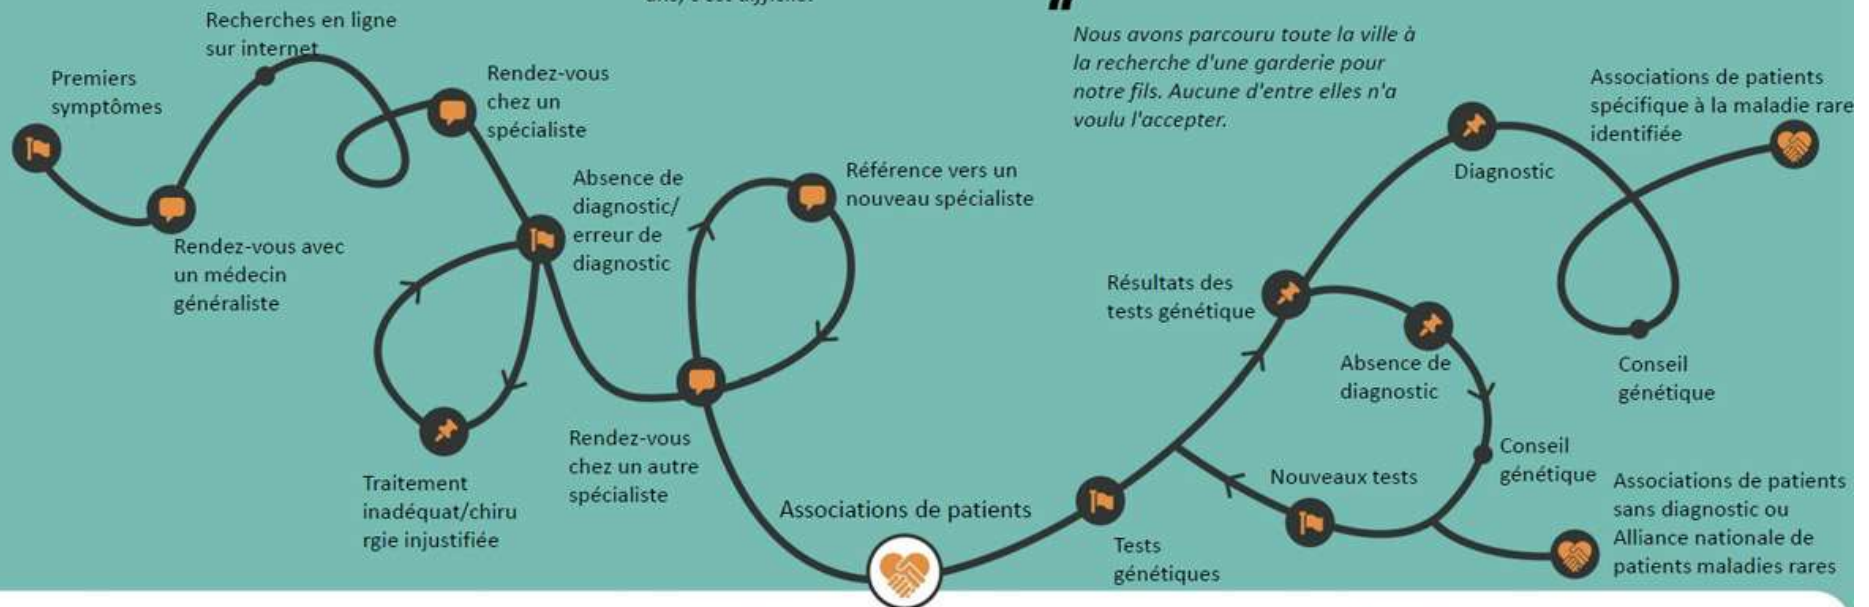 Recherches en ligne
sur internet
Premiers
symptômes
Rendez-vous
chez un
spécialiste
Rendez-vous avec
un médecin
généraliste
Absence de
diagnostic/
erreur de
diagnostic
Traitement
inadéquat/chiru
rgie injustifiée
Référence vers un
nouveau spécialiste
Rendez-vous
chez un autre
spécialiste
Associations de patients
"
Nous avons parcouru toute la ville à
la recherche d'une garderie pour
notre fils. Aucune d'entre elles n'a
voulu l'accepter.
Tests
génétiques
Résultats des
tests génétique
Diagnostic
Absence de
diagnostic
Conseil
génétique
Nouveaux tests
Associations de patients
spécifique à la maladie rare
identifiée
Conseil
génétique
Associations de patients
sans diagnostic ou
Alliance nationale de
patients maladies rares